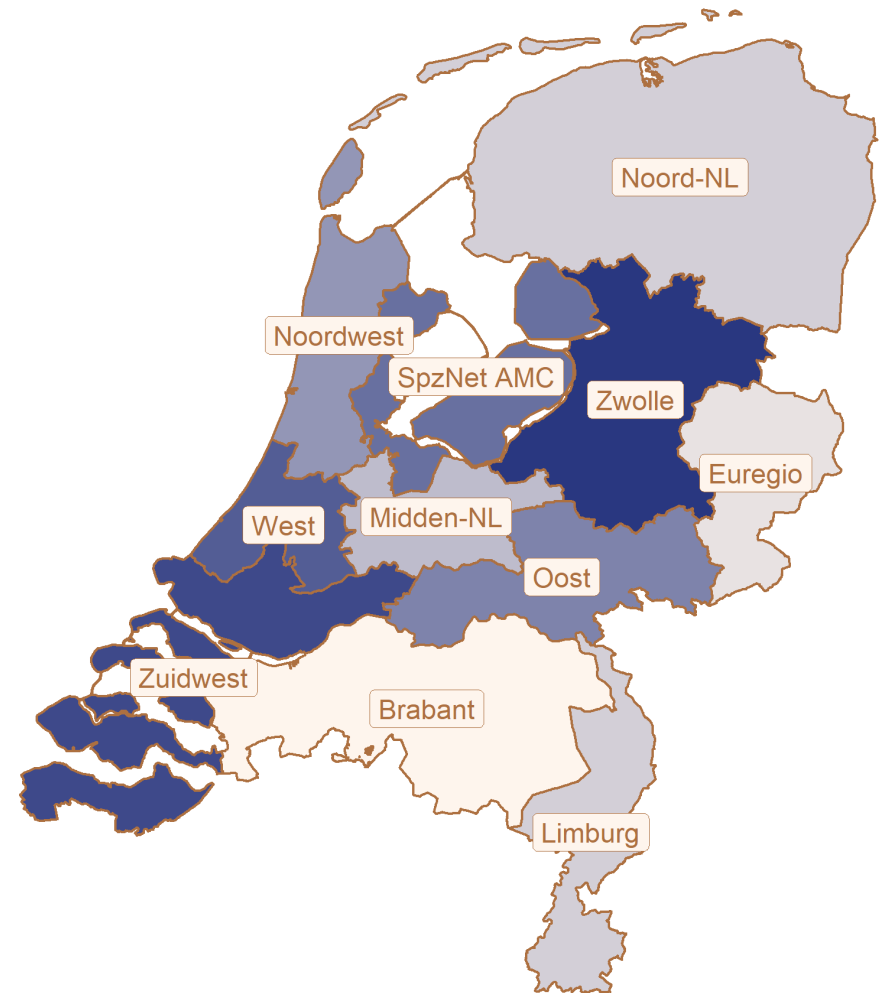 Noord-NL
Noordwest
SpzNet AMC
Zwolle
Euregio
Midden-NL
West
Oost
Zuidwest
Brabant
Limburg